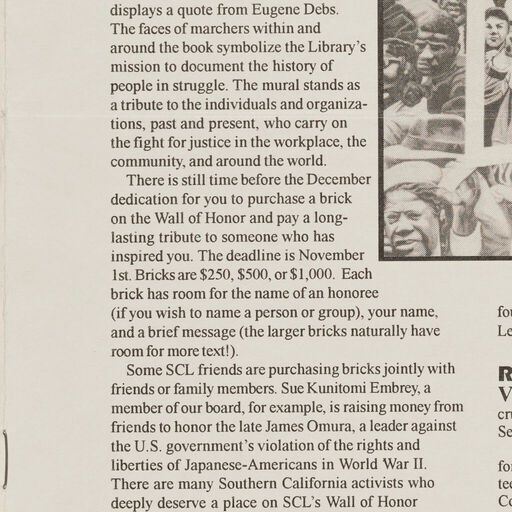 displays a quote from Eugene Debs.
The faces of marchers within and
around the book symbolize the Library's
mission to document the history of
people in struggle. The mural stands as
a tribute to the individuals and organiza-
tions, past and present, who carry on
the fight for justice in the workplace, the
community, and around the world.
There is still time before the December
dedication for you to purchase a brick
on the Wall of Honor and pay a long-
lasting tribute to someone who has
inspired you. The deadline is November
1st. Bricks are $250, $500, or $1,000. Each
brick has room for the name of an honoree
(if you wish to name a person or group), your name,
and a brief message (the larger bricks naturally have
room for more text!).
Some SCL friends are purchasing bricks jointly with
friends or family members. Sue Kunitomi Embrey, a
member of our board, for example, is raising money from
friends to honor the late James Omura, a leader against
the U.S. government's violation of the rights and
liberties of Japanese-Americans in World War II.
There are many Southern California activists who
deeply deserve a place on SCL's Wall of Honor